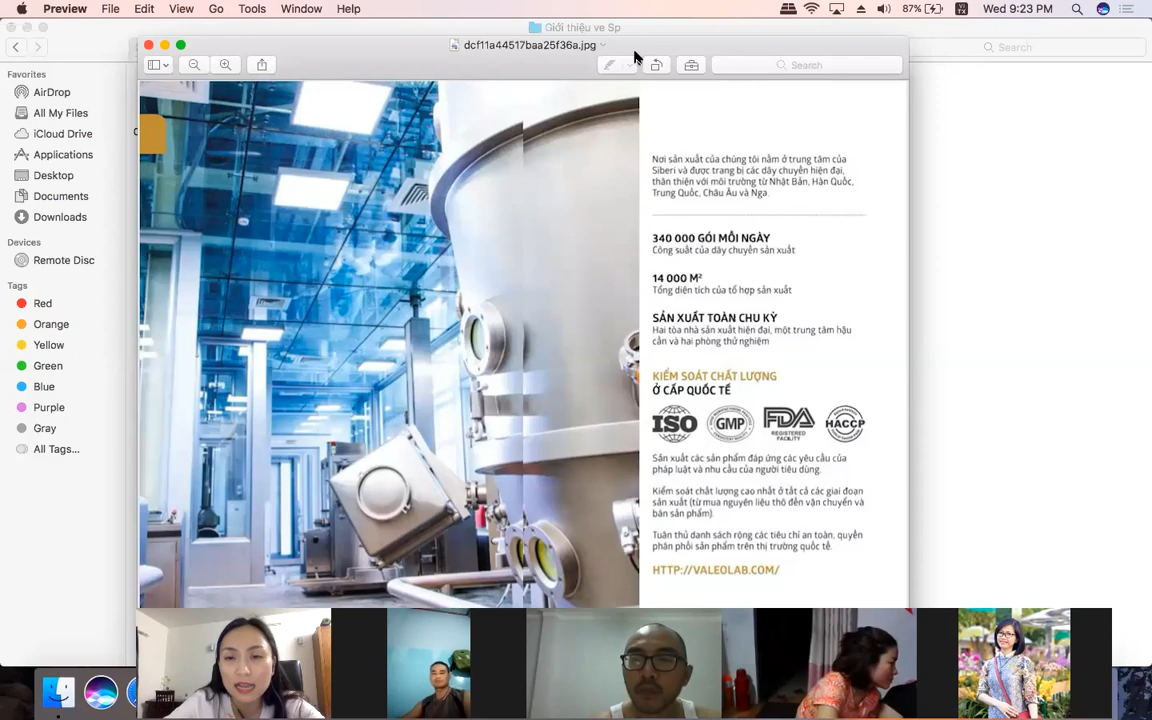 Preview File Edit View Go Tools Window Help
87% VI TX Wed 9:23 PM
Giới thiệu ve Sp
dcf11a44517baa25f36a.jpg
Search
Search
Favorites
AirDrop
All My Files
iCloud Drive
Applications
Desktop
Documents
Downloads
Devices
Remote Disc
Tags
Red
Orange
Yellow
Green
Blue
Purple
Gray
All Tags...
Nơi sản xuất của chúng tôi nằm ở trung tâm của
Siberi và được trang bị các dây chuyền hiện đại,
thân thiện với môi trường từ Nhật Bản, Hàn Quốc,
Trung Quốc, Châu Âu và Nga.
340 000 GÓI MỖI NGÀY
Công suất của dây chuyền sản xuất
14 000 M²
Tổng diện tích của tổ hợp sản xuất
SẢN XUẤT TOÀN CHU KỲ
Hai tòa nhà sản xuất hiện đại, một trung tâm hậu
cần và hai phòng thử nghiệm
KIỂM SOÁT CHẤT LƯỢNG
Ở CẤP QUỐC TẾ
ISO GMP FDA HACCP
REGISTERED
FACILITY
Sản xuất các sản phẩm đáp ứng các yêu cầu của
pháp luật và nhu cầu của người tiêu dùng.
Kiểm soát chất lượng cao nhất ở tất cả các giai đoạn
sản xuất (từ mua nguyên liệu thô đến vận chuyển và
bán sản phẩm).
Tuân thủ danh sách rộng các tiêu chí an toàn, quyền
phân phối sản phẩm trên thị trường quốc tế.
HTTP://VALEOLAB.COM/